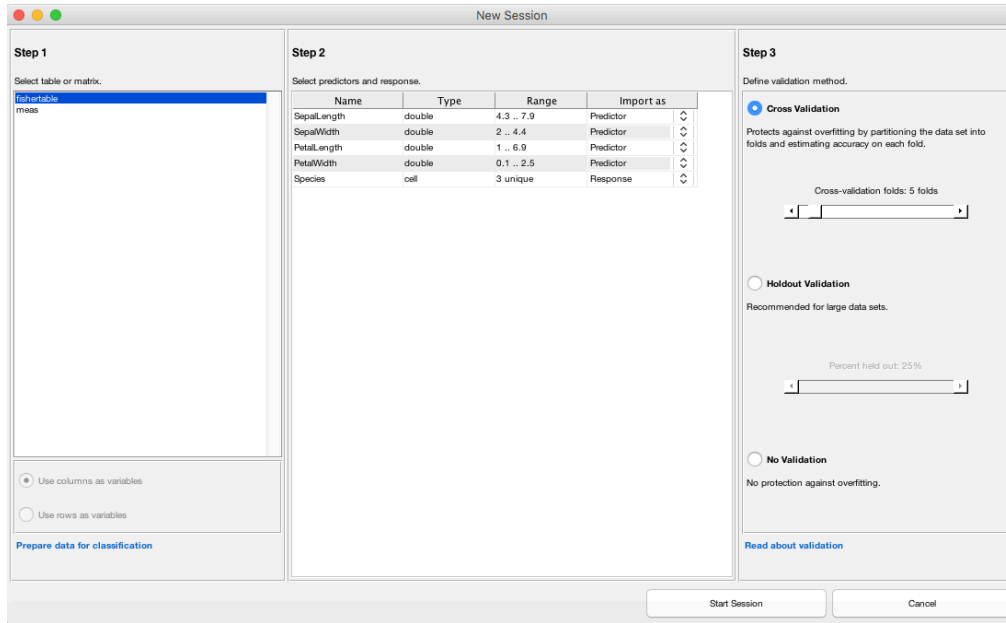 New Session
Step 1
Select table or matrix.
fishertable
meas
Use columns as variables
Use rows as variables
Prepare data for classification
Step 2
Select predictors and response.
Name Type Range Import as
SepalLength double 4.3 .. 7.9 Predictor
SepalWidth double 2 .. 4.4 Predictor
PetalLength double 1 .. 6.9 Predictor
PetalWidth double 0.1 .. 2.5 Predictor
Species cell 3 unique Response
Step 3
Define validation method.
Cross Validation
Protects against overfitting by partitioning the data set into
folds and estimating accuracy on each fold.
Cross-validation folds: 5 folds
Holdout Validation
Recommended for large data sets.
Percent held out: 25%
No Validation
No protection against overfitting.
Read about validation
Start Session
Cancel